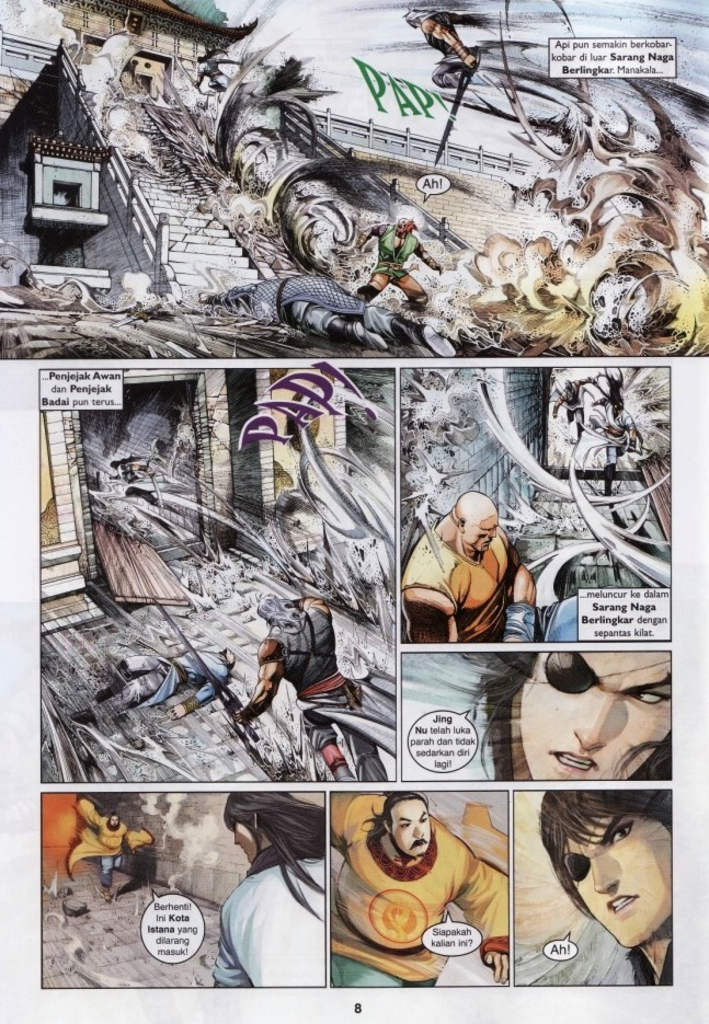 Api pun semakin berkobar-
kobar di luar Sarang Naga
Berlingkar. Manakala...
PAP!
Ah!
...Penjejak Awan
dan Penjejak
Badai pun terus...
PAP!
...meluncur ke dalam
Sarang Naga
Berlingkar dengan
sepantas kilat.
Jing
Nu telah luka
parah dan tidak
sedarkan diri
lagi!
Berhenti!
Ini Kota
Istana yang
dilarang
masuk!
Siapakah
kalian ini?
Ah!
8